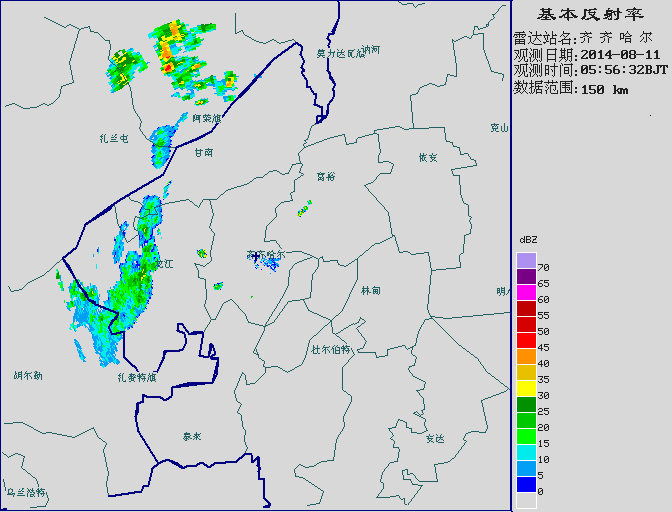 基本反射率
雷达站名:齐齐哈尔
观测日期:2014-08-11
观测时间:05:56:32BJT
数据范围:150 km
莫力达瓦旗
讷河
阿荣旗
扎兰屯
甘南
克山
依安
富裕
齐齐哈尔
龙江
林甸
明水
杜尔伯特
胡尔勒
扎赉特旗
泰来
安达
乌兰浩特
dBZ
70
65
60
55
50
45
40
35
30
25
20
15
10
5
0